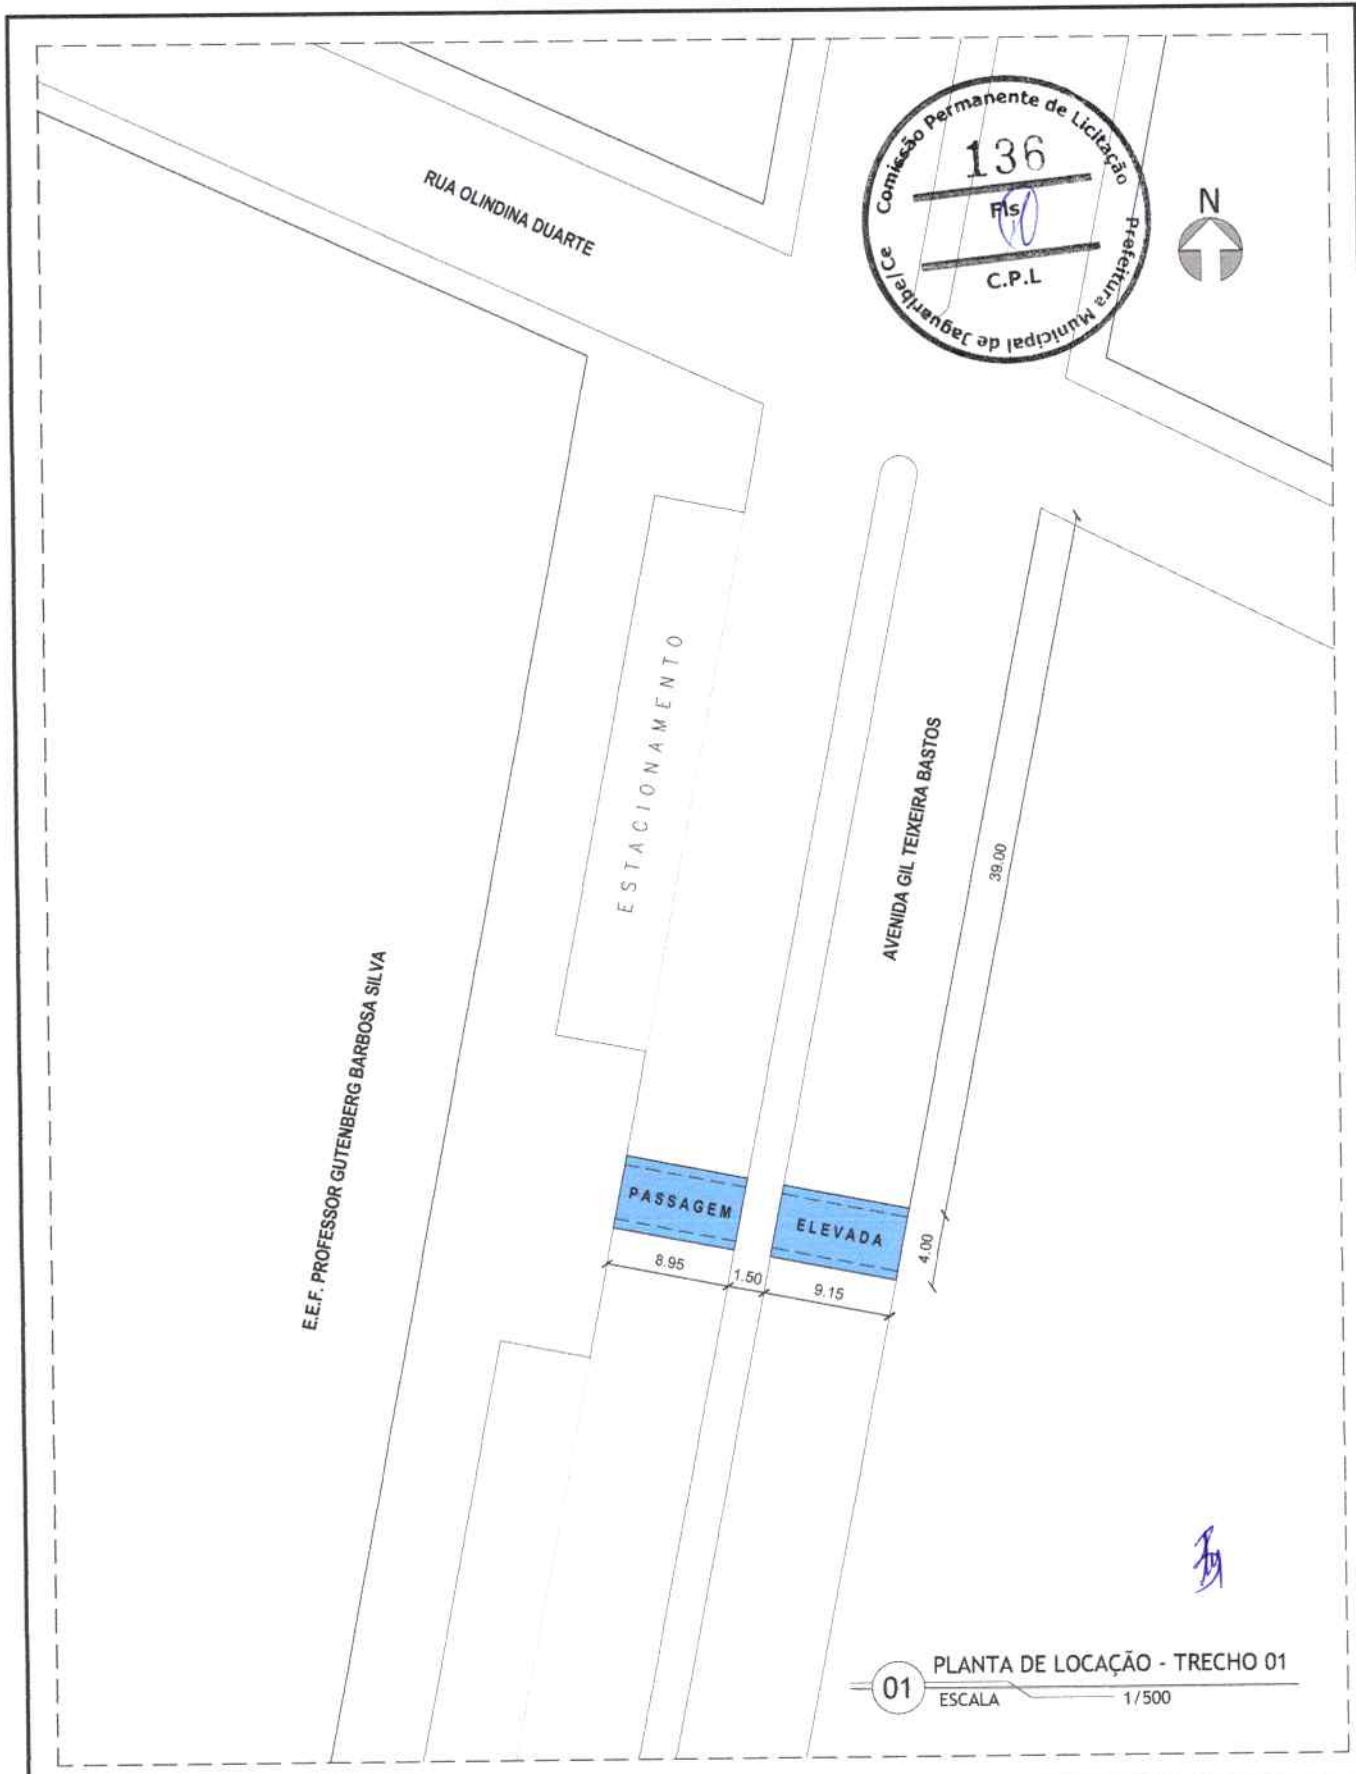 Comissão Permanente de Licitação
136
Fls
C.P.L
Prefeitura Municipal de Jaguaribe/Ce
N
RUA OLINDINA DUARTE
ESTACIONAMENTO
AVENIDA GIL TEIXEIRA BASTOS
39.00
E.E.F. PROFESSOR GUTENBERG BARBOSA SILVA
PASSAGEM
ELEVADA
4.00
8.95
1.50
9.15
01
PLANTA DE LOCAÇÃO - TRECHO 01
ESCALA 1/500